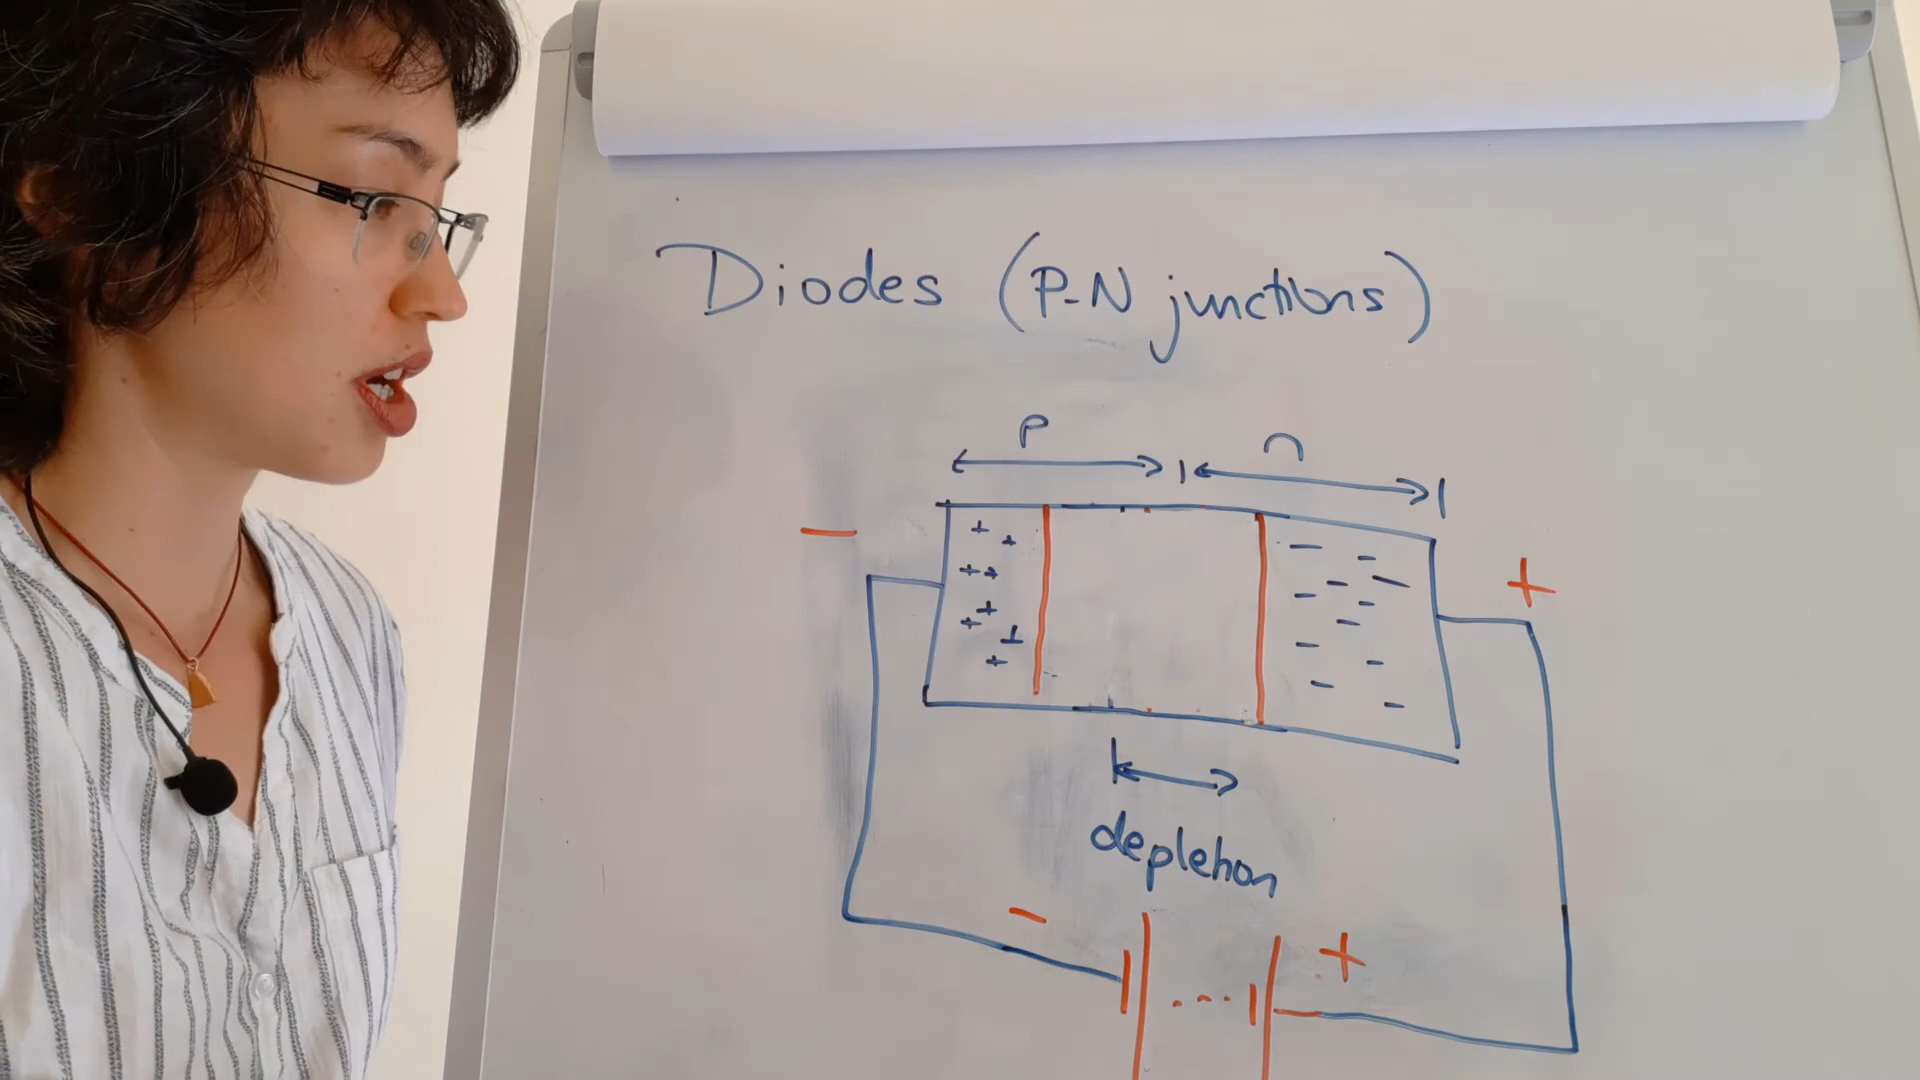 Diodes (P-N junctions)
P n
- +
depletion
- +